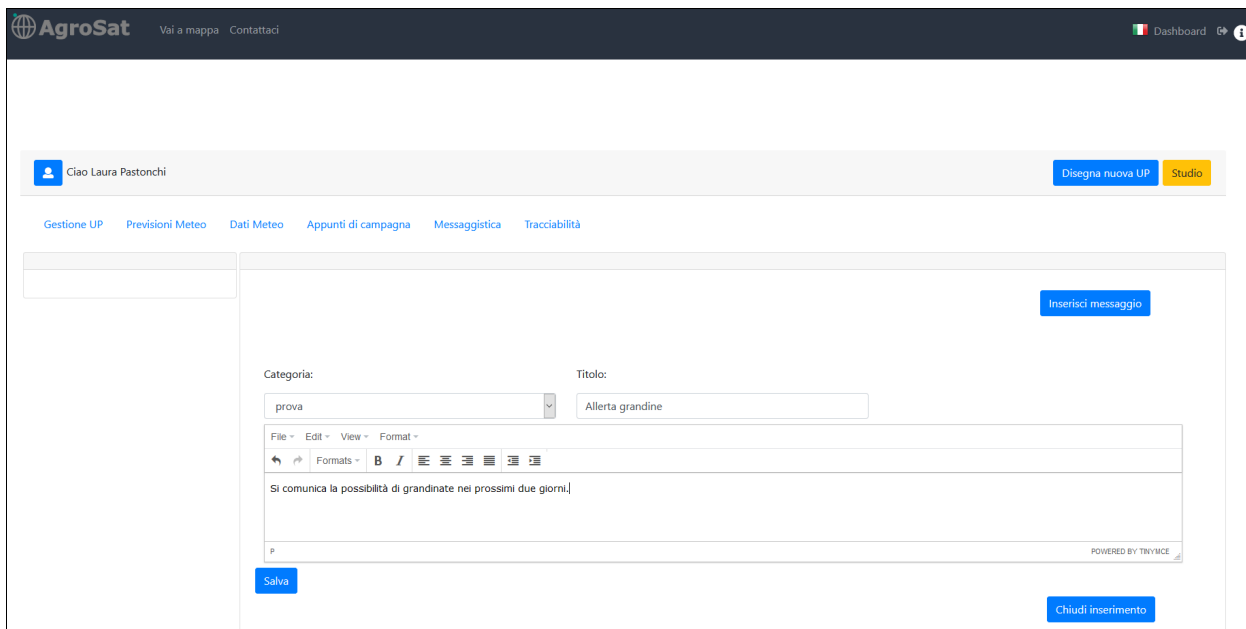 AgroSat Vai a mappa Contattaci Dashboard
Ciao Laura Pastonchi Disegna nuova UP Studio
Gestione UP Previsioni Meteo Dati Meteo Appunti di campagna Messaggistica Tracciabilità
Inserisci messaggio
Categoria: Titolo:
prova Allerta grandine
File Edit View Format
Formats B I
Si comunica la possibilità di grandinate nei prossimi due giorni.
P POWERED BY TINYMCE
Salva
Chiudi inserimento